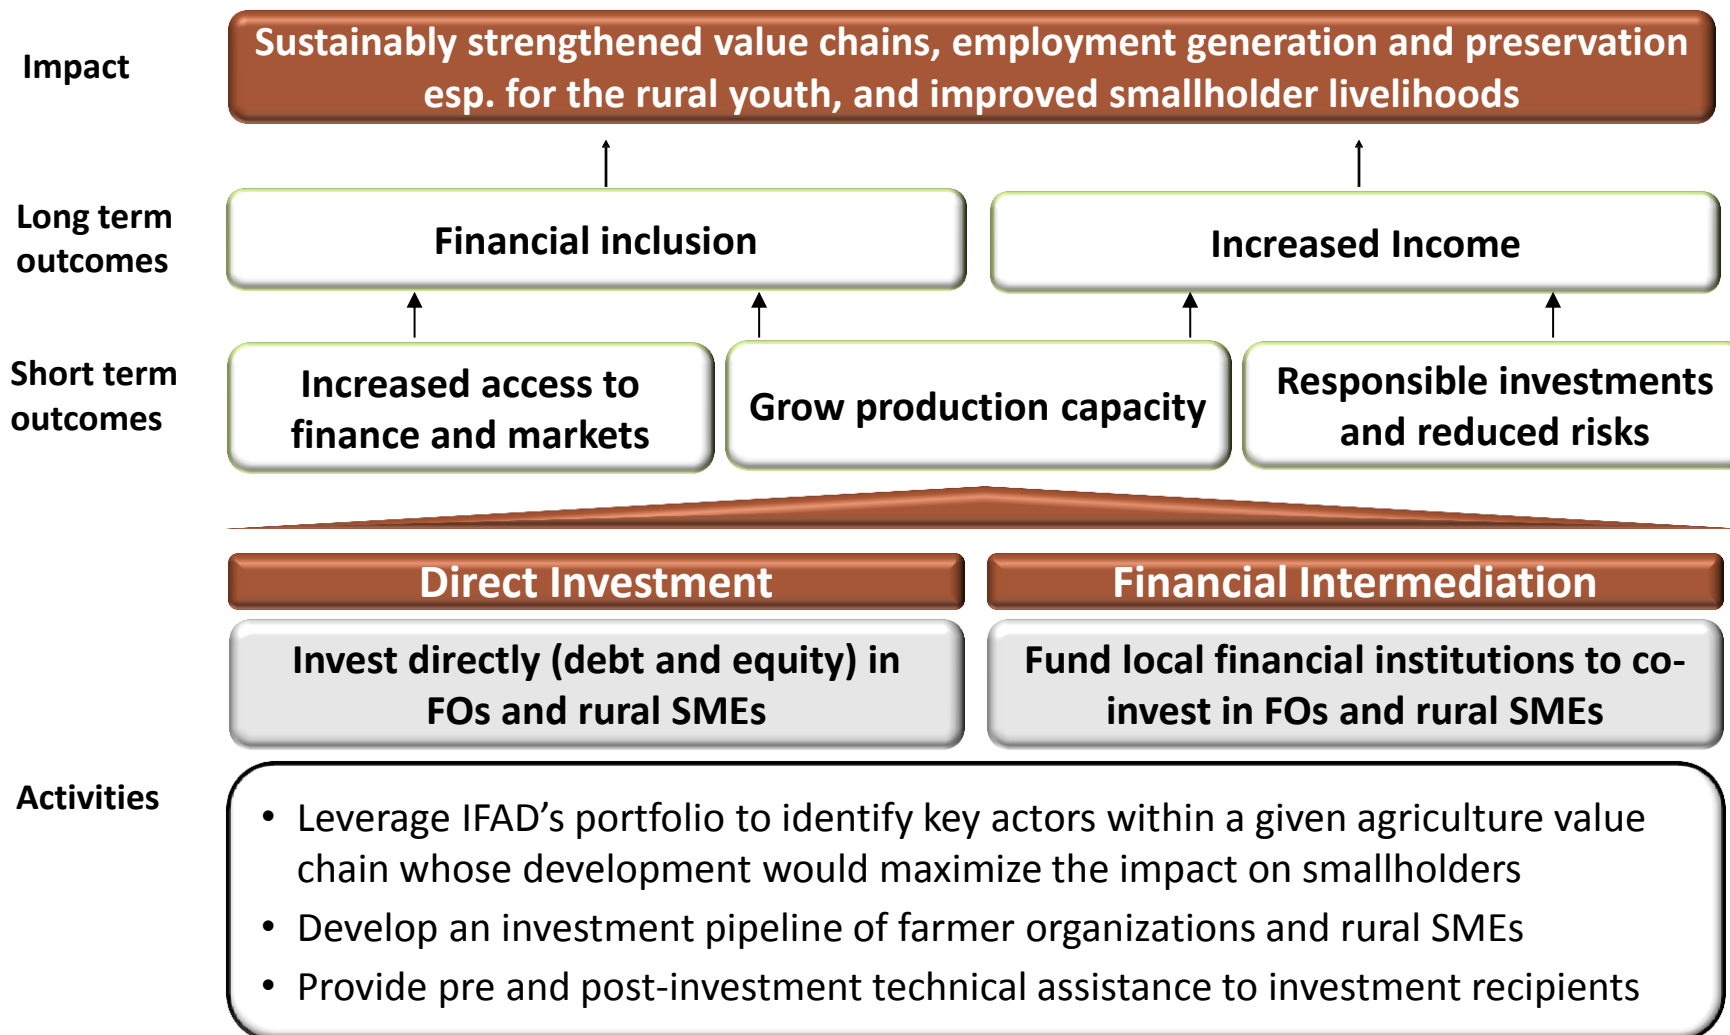 Impact
Sustainably strengthened value chains, employment generation and preservation
esp. for the rural youth, and improved smallholder livelihoods
Long term
outcomes
Financial inclusion
Increased Income
Short term
outcomes
Increased access to
finance and markets
Grow production capacity
Responsible investments
and reduced risks
Direct Investment
Financial Intermediation
Invest directly (debt and equity) in
FOs and rural SMEs
Fund local financial institutions to co-
invest in FOs and rural SMEs
Activities
• Leverage IFAD’s portfolio to identify key actors within a given agriculture value
chain whose development would maximize the impact on smallholders
• Develop an investment pipeline of farmer organizations and rural SMEs
• Provide pre and post-investment technical assistance to investment recipients